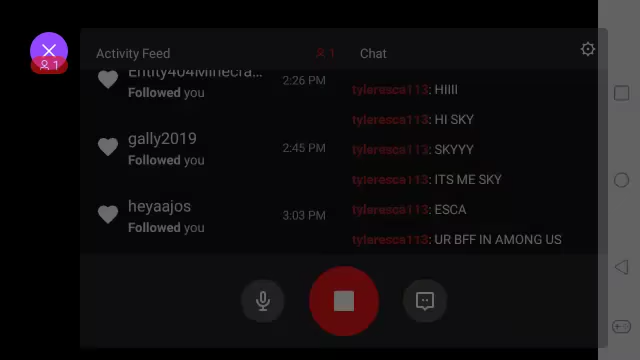 Activity Feed
1
Chat
1
Entity404Minecra...
Followed you
2:26 PM
gally2019
Followed you
2:45 PM
heyaajos
Followed you
3:03 PM
tyleresca113: HIIII
tyleresca113: HI SKY
tyleresca113: SKYYY
tyleresca113: ITS ME SKY
tyleresca113: ESCA
tyleresca113: UR BFF IN AMONG US